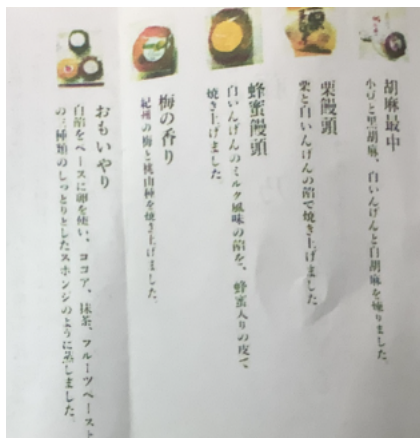 胡麻最中
小豆と黒胡麻、白いんげんと白胡麻を煉りました。
栗饅頭
栗と白いんげんの餡で焼き上げました。
蜂蜜饅頭
白いんげんのミルク風味の餡を、蜂蜜入りの皮で、
焼き上げました。
梅の香り
紀州の梅と桃山種を焼き上げました。
おもいやり
白餡をベースに卵を使い、ココア、抹茶、フルーツペースト
の三種類のしっとりとしたスポンジのように蒸しました。